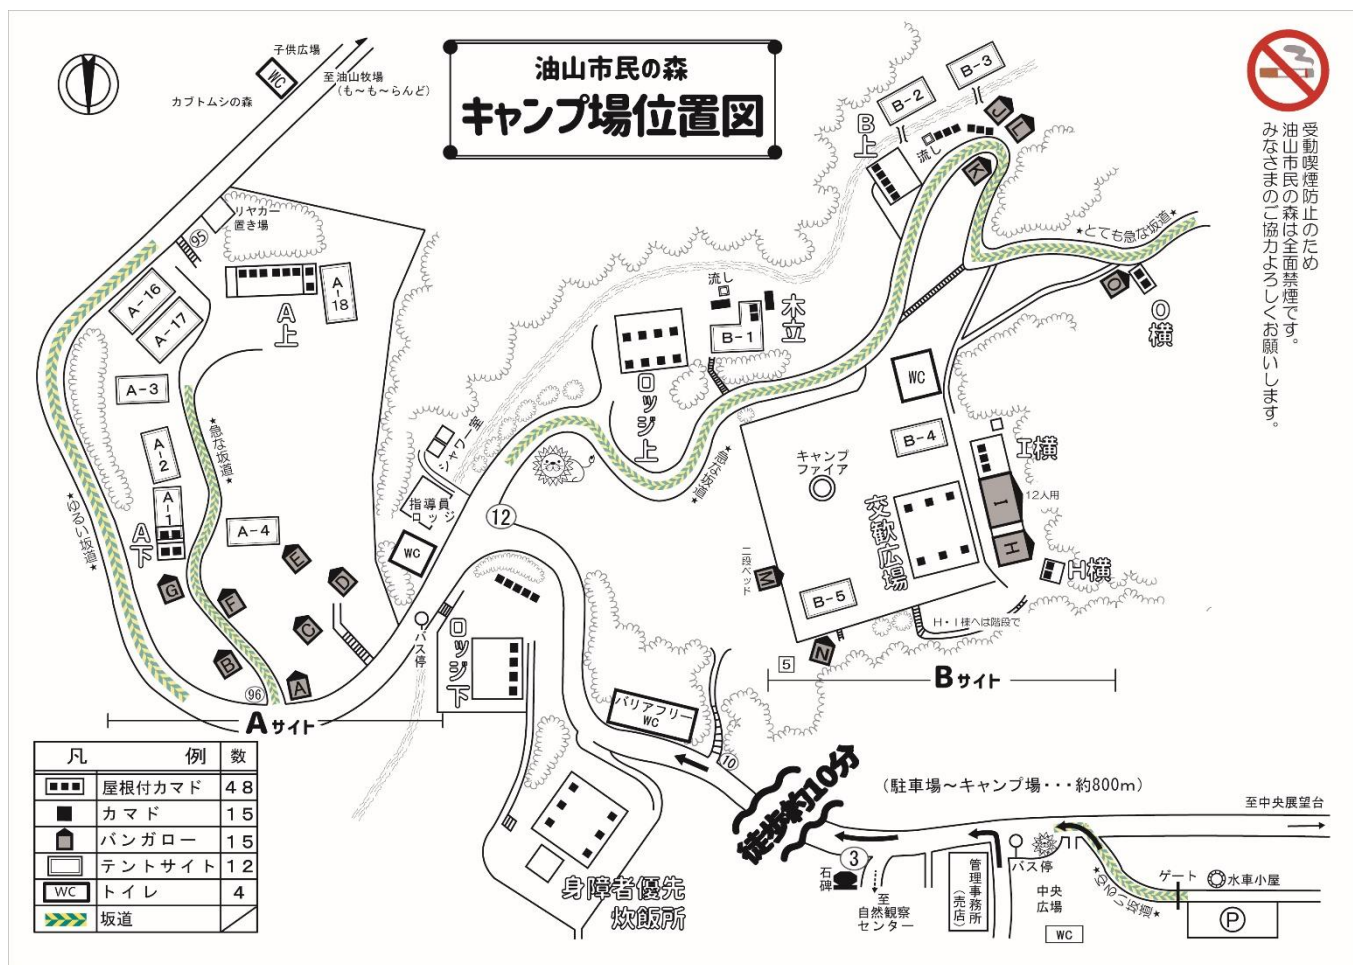 油山市民の森
キャンプ場位置図
受動喫煙防止のため
油山市民の森は全面禁煙です。
みなさまのご協力よろしくお願いします。
子供広場
WC
カブトムシの森
至油山牧場
(も〜も〜らんど)
リヤカー
置き場
95
A-16
A-17
A-18
A上
A-3
A-2
A-1
A下
A-4
★急な坂道★
★ゆるい坂道★
G
F
E
D
C
B
A
96
Aサイト
シャワー室
指導員
ロッジ
WC
バス停
12
ロッジ下
ロッジ上
流し
B-1
木立
★急な坂道★
B上
B-2
B-3
流し
J
L
K
★とても急な坂道★
O
O横
WC
B-4
キャンプ
ファイア
交歓広場
I横
I
12人用
H
H横
二段ベッド
M
B-5
N
5
H・I棟へは階段で
Bサイト
バリアフリー
WC
10
徒歩約10分
身障者優先
炊飯所
(駐車場〜キャンプ場・・・約800m)
至中央展望台
3
石碑
至
自然観察
センター
管理事務所
(売店)
バス停
中央
広場
WC
★ゆるい坂道★
ゲート
水車小屋
P
凡 例 数
屋根付カマド 48
カマド 15
バンガロー 15
テントサイト 12
WC トイレ 4
坂道